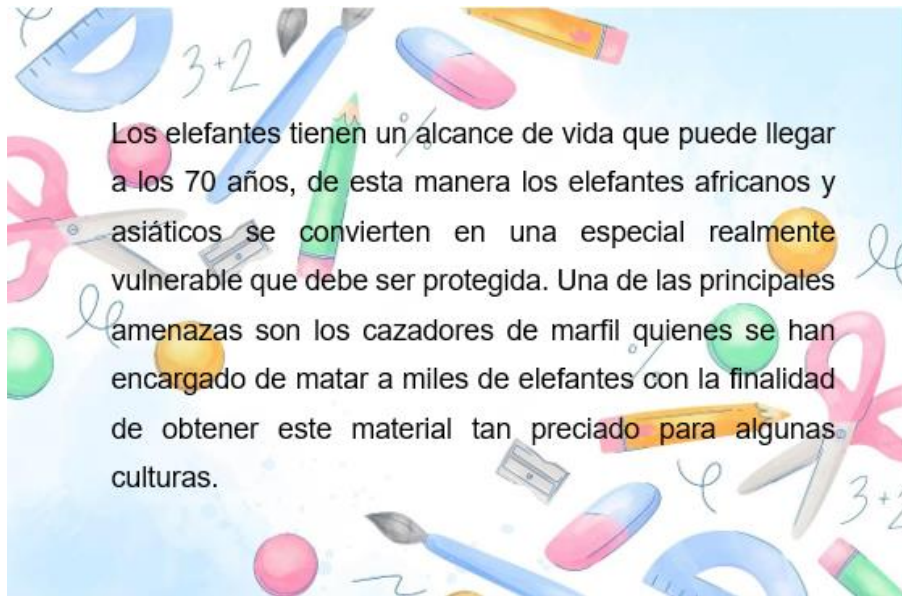 3+2
%
Los elefantes tienen un alcance de vida que puede llegar
a los 70 años, de esta manera los elefantes africanos y
asiáticos se convierten en una especial realmente
vulnerable que debe ser protegida. Una de las principales
amenazas son los cazadores de marfil quienes se han
encargado de matar a miles de elefantes con la finalidad
de obtener este material tan preciado para algunas
culturas.
%
3+2